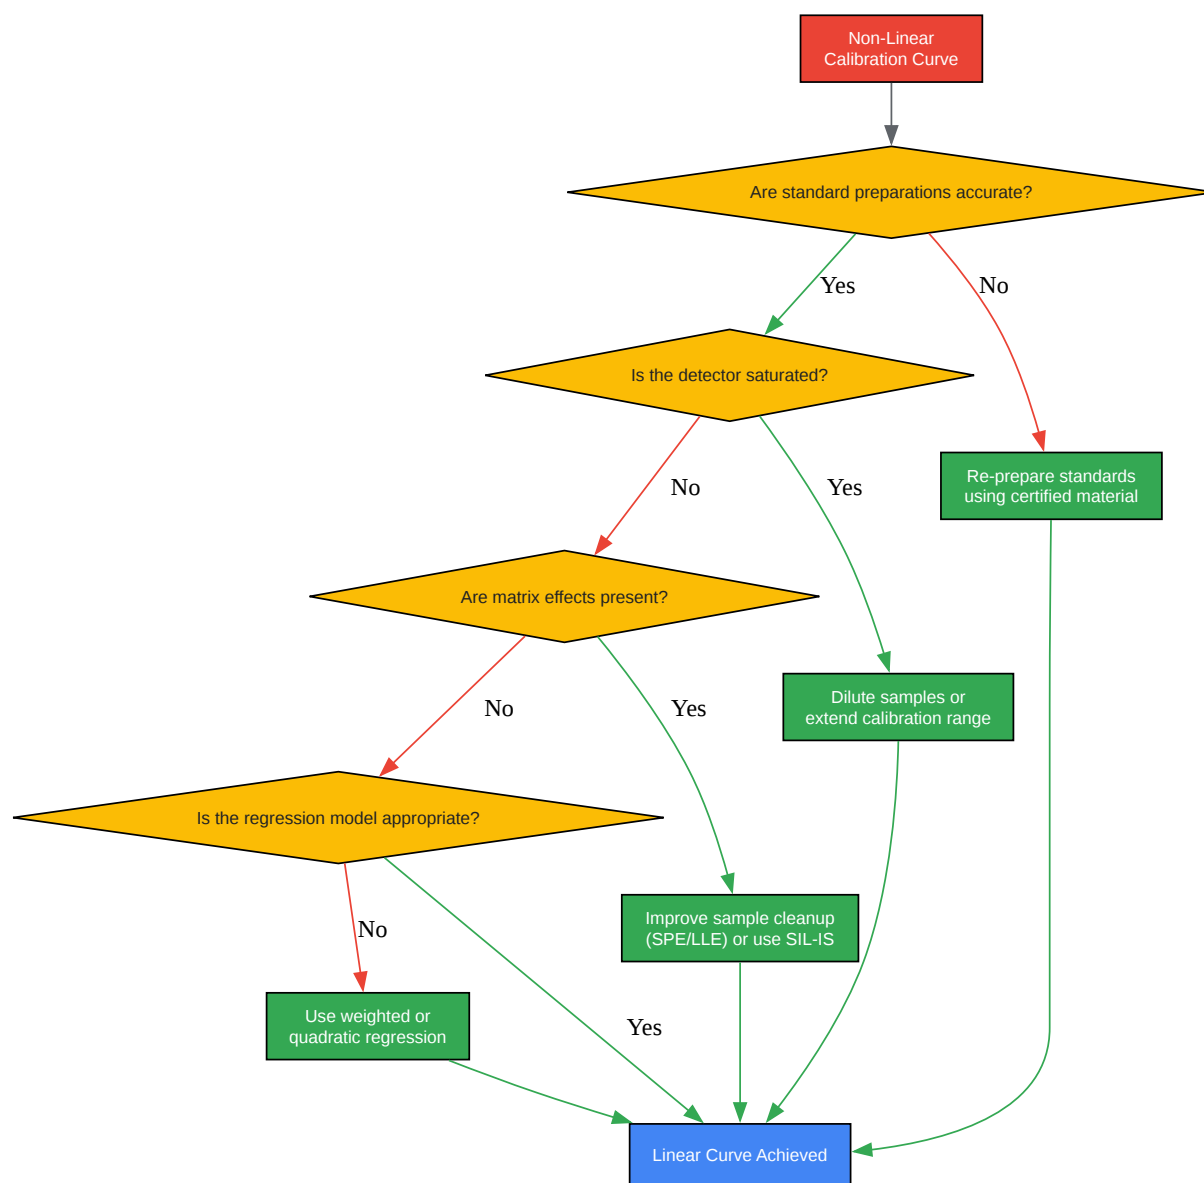 Non-Linear
Calibration Curve
Are standard preparations accurate?
Yes
No
Is the detector saturated?
Re-prepare standards
using certified material
No
Yes
Are matrix effects present?
Dilute samples or
extend calibration range
No
Yes
Is the regression model appropriate?
Improve sample cleanup
(SPE/LLE) or use SIL-IS
No
Use weighted or
quadratic regression
Yes
Linear Curve Achieved